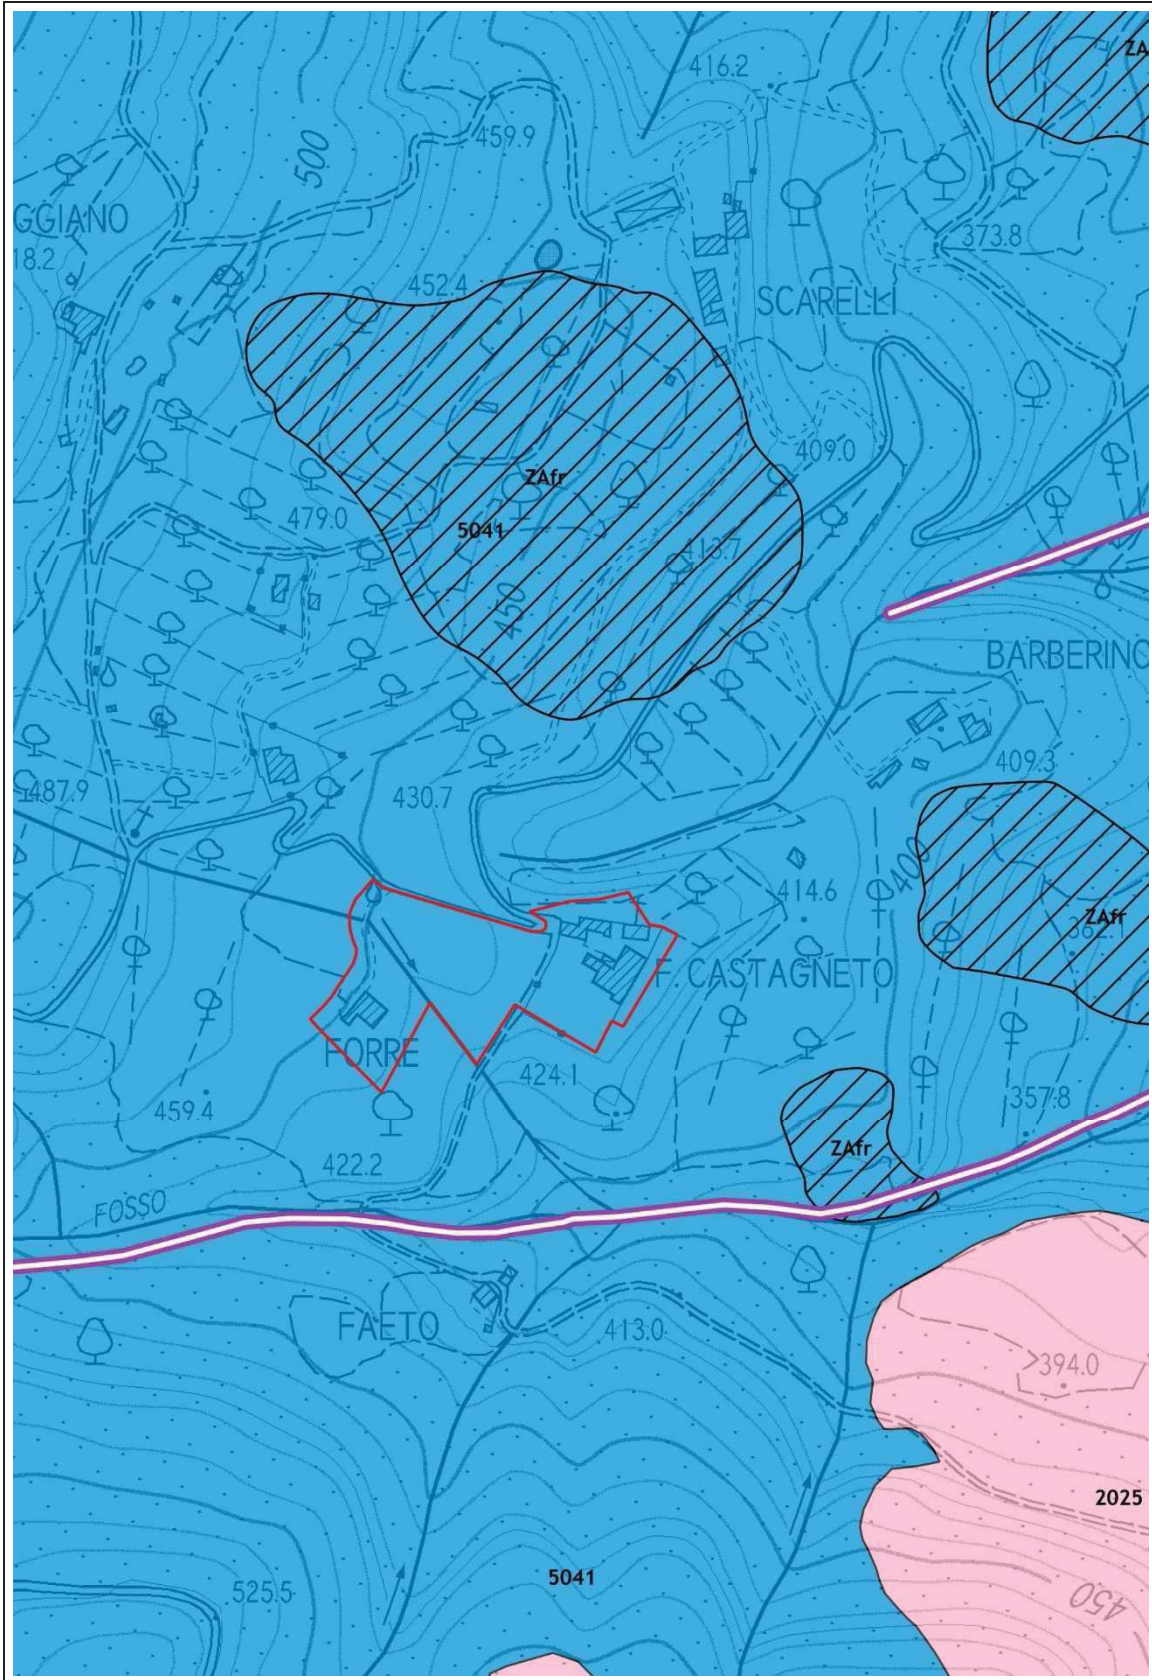 416.2
ZA
459.9
500
GGIANO
18.2
373.8
452.4
SCARELLI
409.0
ZAfr
479.0
5041
413.7
450
BARBERINO
409.3
487.9
430.7
400
414.6
ZAfr
362.1
F. CASTAGNETO
FORRE
424.1
459.4
357.8
ZAfr
422.2
FOSSO
FAETO
413.0
394.0
2025
5041
525.5
450